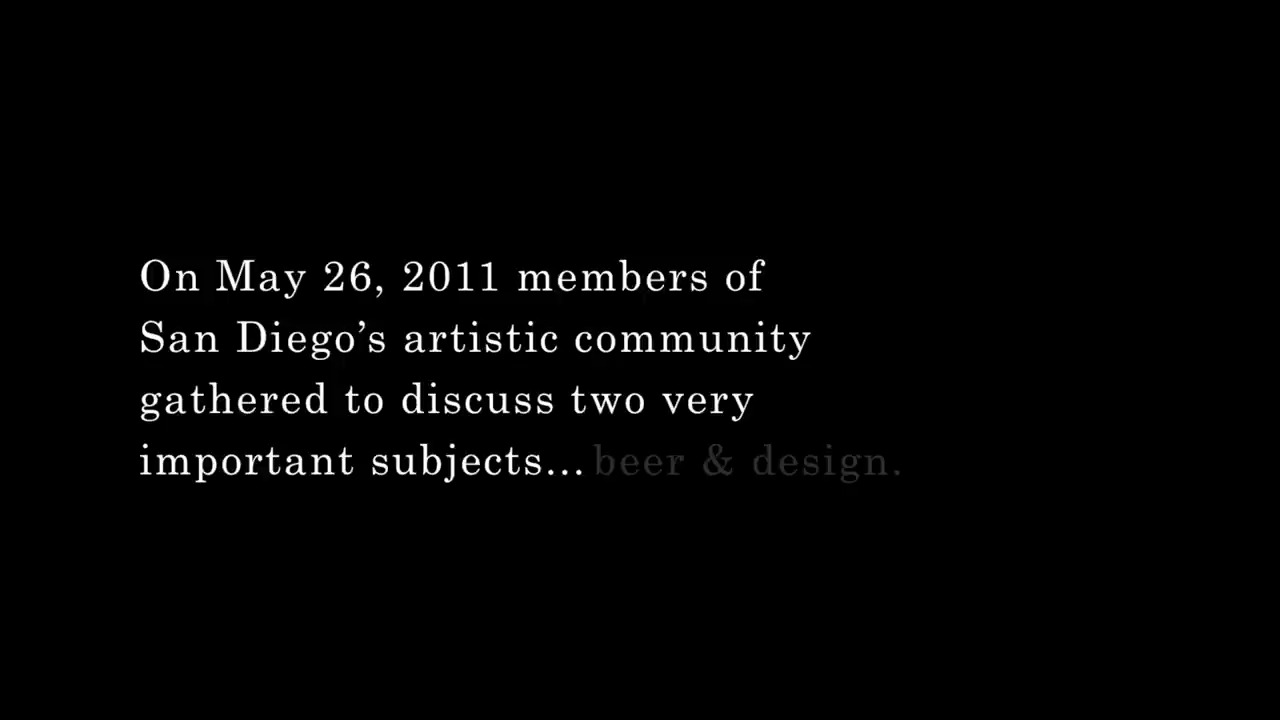 On May 26, 2011 members of
San Diego’s artistic community
gathered to discuss two very
important subjects... beer & design.